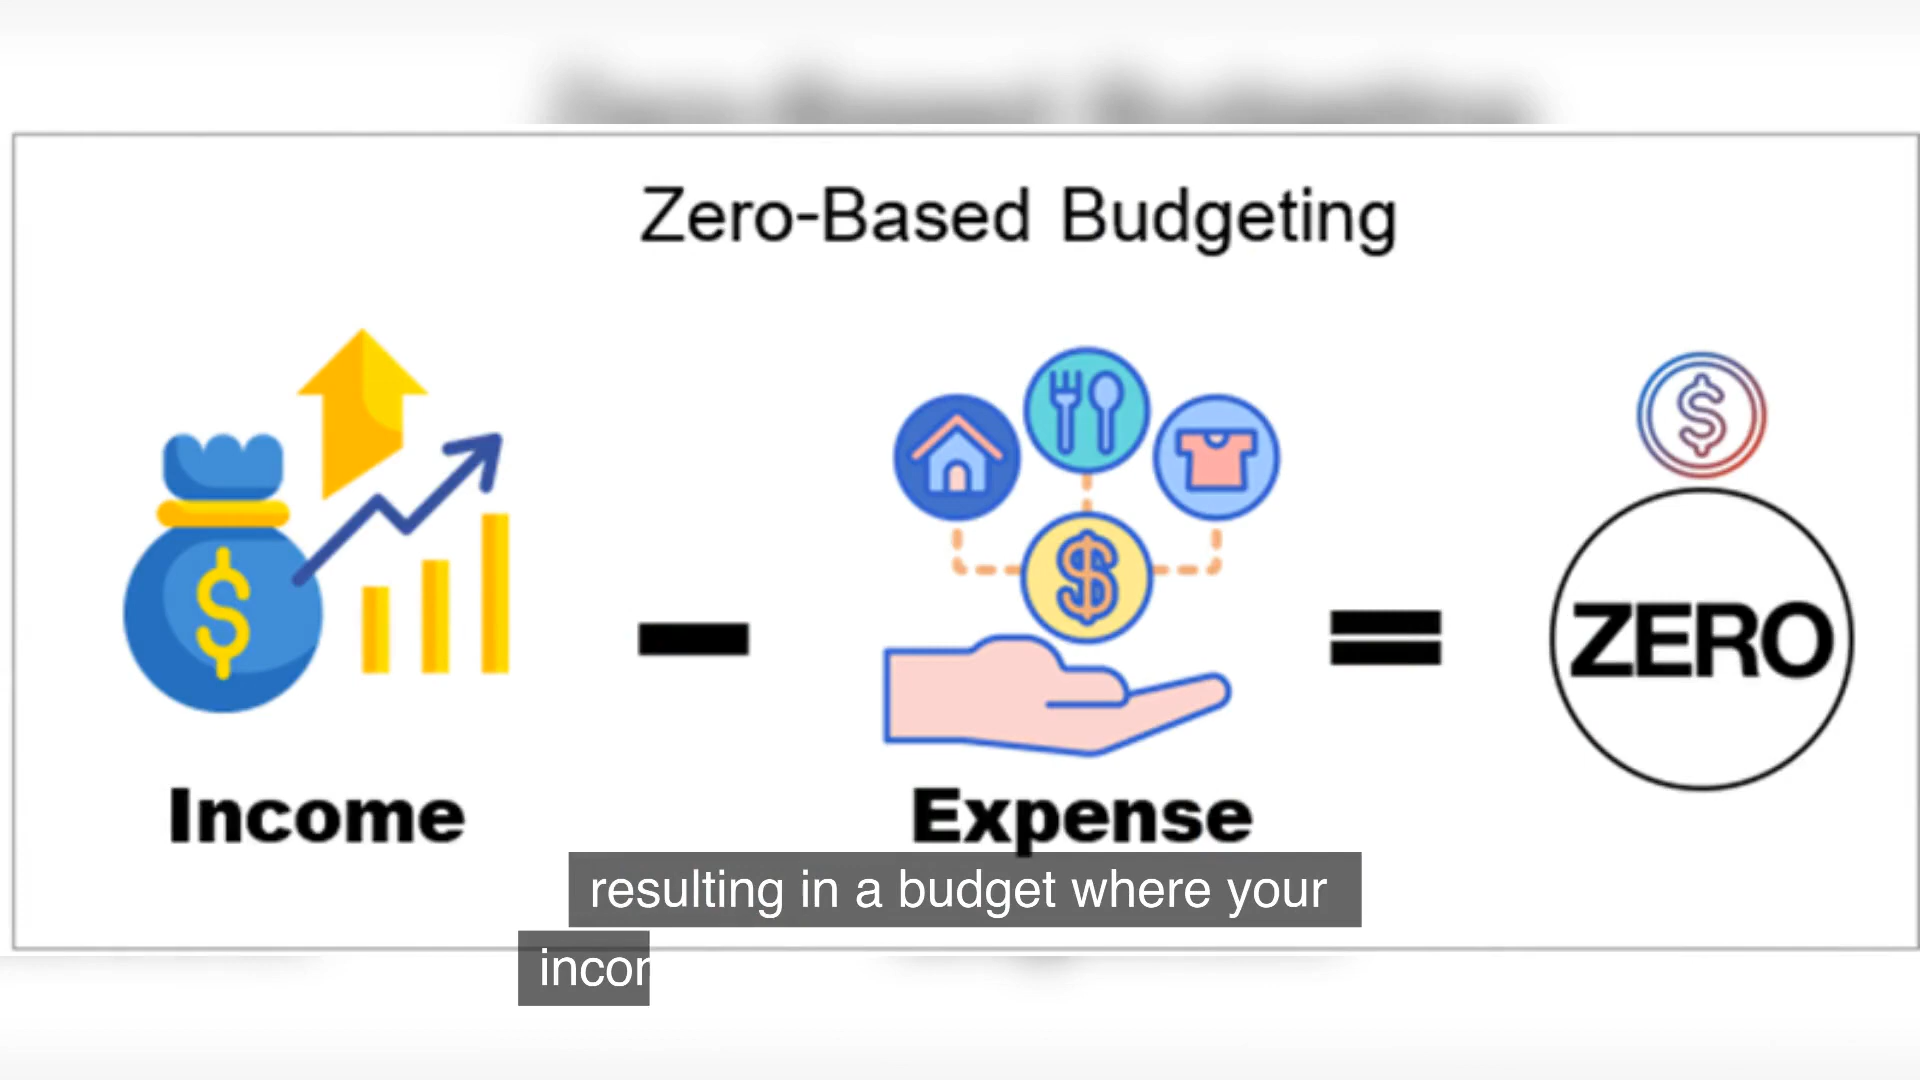 Zero-Based Budgeting
$
$
$
ZERO
Income
Expense
resulting in a budget where your
incor